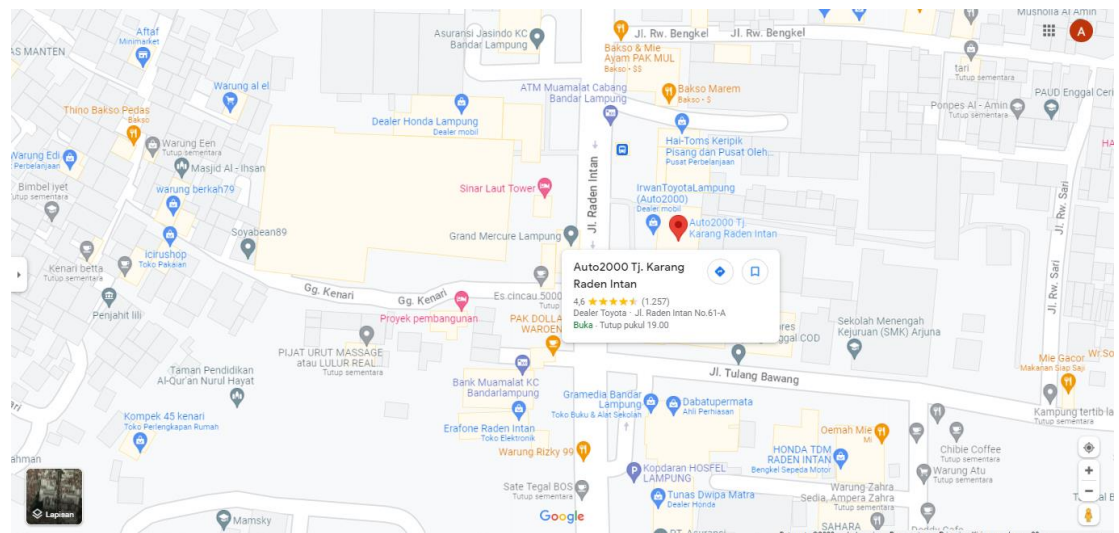 Musholla Al Amin
A
AS MANTEN
Aftaf
Minimarket
Asuransi Jasindo KC
Bandar Lampung
Jl. Rw. Bengkel
Jl. Rw. Bengkel
Bakso & Mie
Ayam PAK MUL
Bakso • $$
tari
Tutup sementara
Warung al el
ATM Muamalat Cabang
Bandar Lampung
Bakso Marem
Bakso • $
Ponpes Al - Amin
Tutup sementara
PAUD Enggal Ceri
Thino Bakso Pedas
Bakso
Dealer Honda Lampung
Dealer mobil
Hai-Toms Keripik
Pisang dan Pusat Oleh...
Pusat Perbelanjaan
HA
Warung Edi
Perbelanjaan
Warung Een
Tutup sementara
Masjid Al - Ihsan
Bimbel Iyet
tutup sementara
warung berkah79
Sinar Laut Tower
Jl. Raden Intan
IrwanToyotaLampung
(Auto2000)
Dealer mobil
Auto2000 Tj.
Karang Raden Intan
Jl. Rw. Sari
Soyabean89
Grand Mercure Lampung
Icirushop
Toko Pakaian
Kenari betta
Tutup sementara
Auto2000 Tj. Karang
Raden Intan
4,6 (1.257)
Dealer Toyota · Jl. Raden Intan No.61-A
Buka · Tutup pukul 19.00
Jl. Rw. Sari
Gg. Kenari
Gg. Kenari
Es cincau 5000
Tutup
Penjahit lili
Proyek pembangunan
PAK DOLLA
WAROEN
COD
Sekolah Menengah
Kejuruan (SMK) Arjuna
PIJAT URUT MASSAGE
atau LULUR REAL...
Tutup sementara
Jl. Tulang Bawang
Mie Gacor
Makanan Siap Saji
Wr.So
Taman Pendidikan
Al-Qur'an Nurul Hayat
Bank Muamalat KC
Bandarlampung
Gramedia Bandar
Lampung
Toko Buku & Alat Sekolah
Dabatupermata
Ahli Perhiasan
Kompek 45 kenari
Toko Perlengkapan Rumah
Erafone Raden Intan
Toko Elektronik
Gemah Mie
Mi
Kampung tertib la
Tutup sementara
Warung Rizky 99
HONDA TDM
RADEN INTAN
Bengkel Sepeda Motor
Chibie Coffee
Tutup sementara
Kopdaran HOSFEL
LAMPUNG
Warung Atu
Tutup sementara
Sate Tegal BOS
Tutup sementara
Tunas Dwipa Matra
Dealer Honda
Warung Zahra
Sedia, Ampera Zahra
Tutup sementara
Lapisan
Mamsky
Google
SAHARA